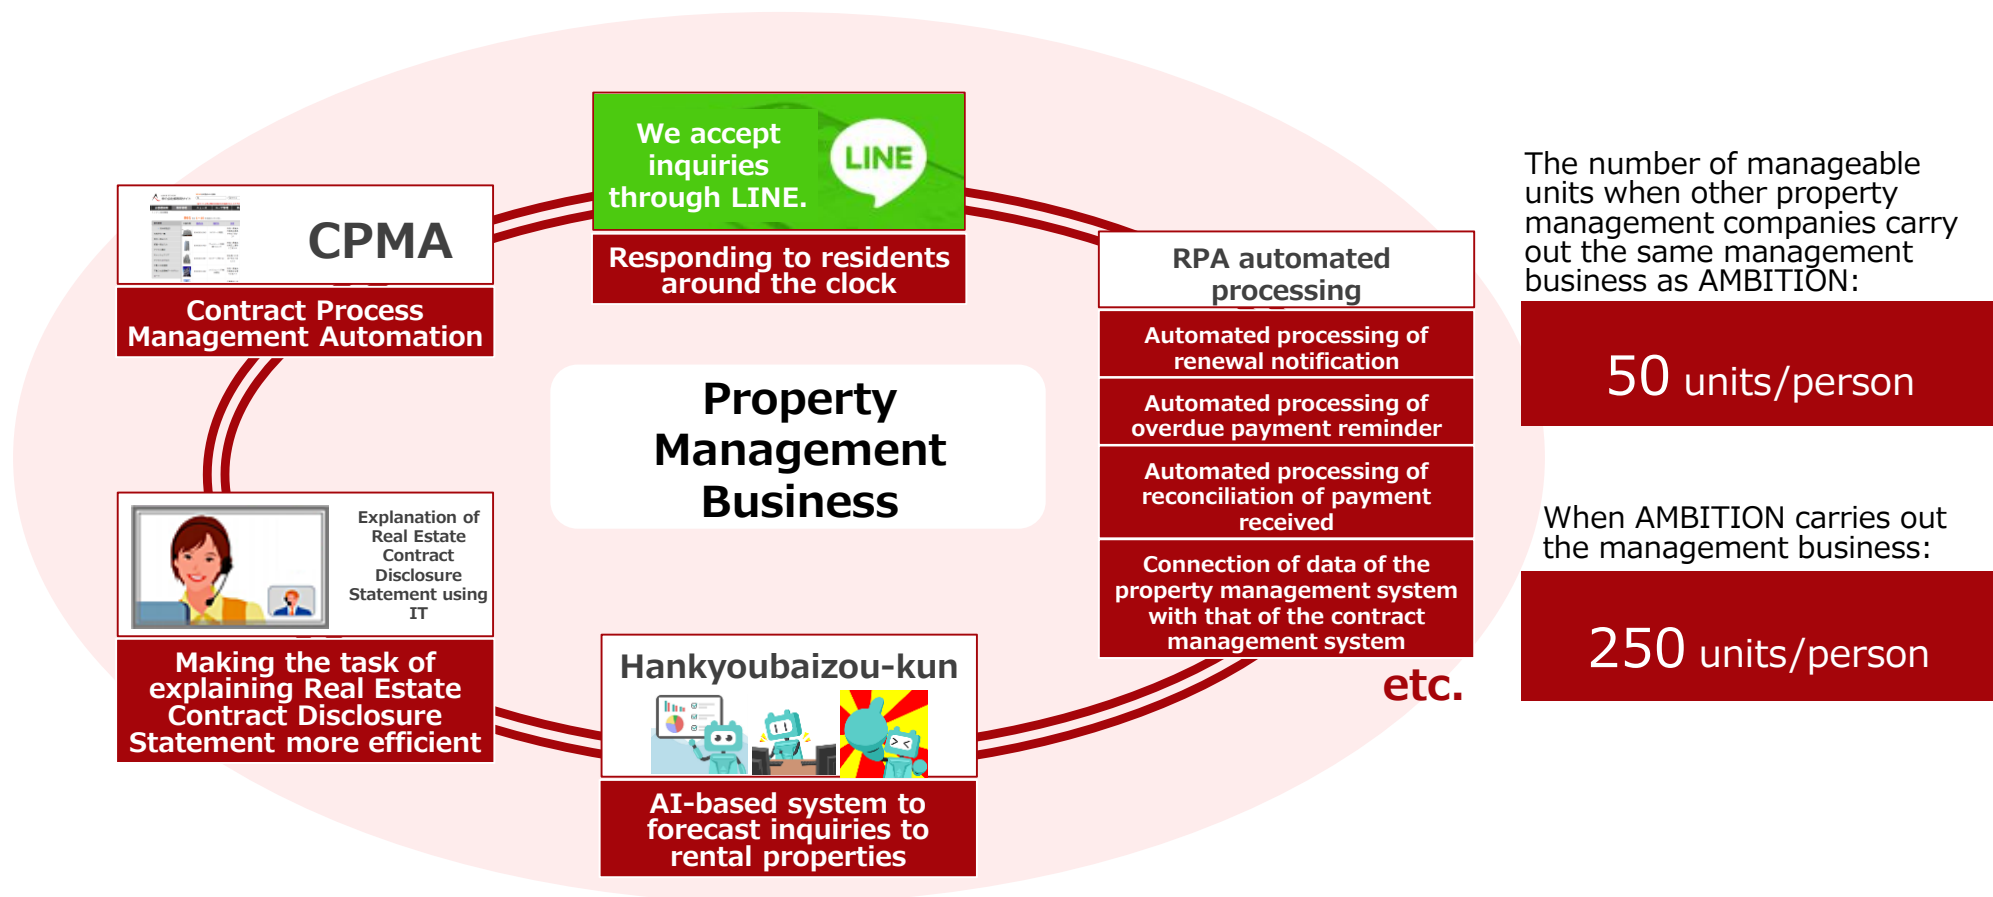 We accept
inquiries
through LINE.
LINE
Responding to residents
around the clock
CPMA
Contract Process
Management Automation
RPA automated
processing
Automated processing of
renewal notification
Automated processing of
overdue payment reminder
Automated processing of
reconciliation of payment
received
Connection of data of the
property management system
with that of the contract
management system
etc.
Property
Management
Business
Explanation of
Real Estate
Contract
Disclosure
Statement using
IT
Making the task of
explaining Real Estate
Contract Disclosure
Statement more efficient
Hankyoubaizou-kun
AI-based system to
forecast inquiries to
rental properties
The number of manageable
units when other property
management companies carry
out the same management
business as AMBITION:
50 units/person
When AMBITION carries out
the management business:
250 units/person